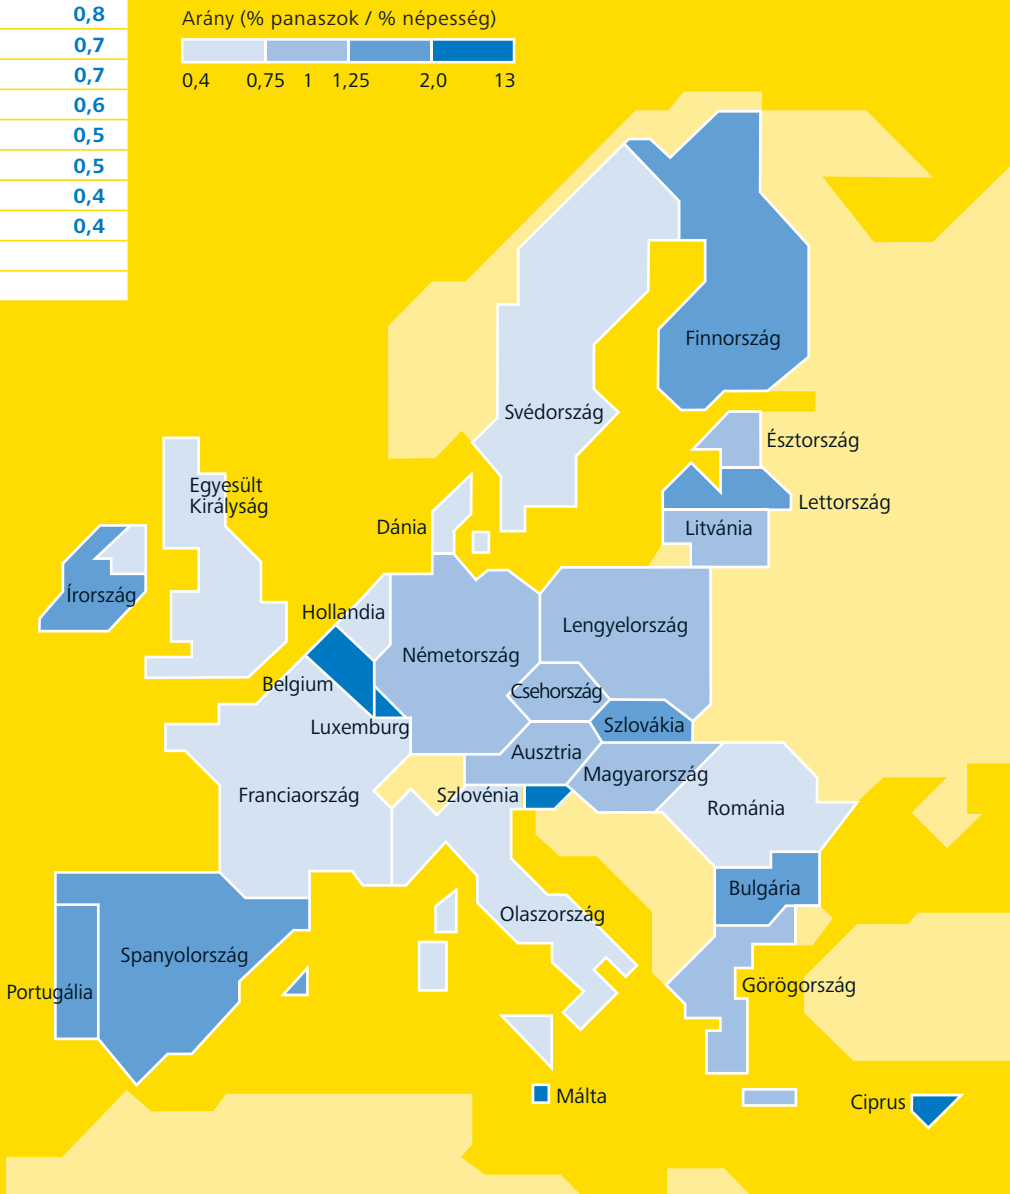 0,8
0,7
0,7
0,6
0,5
0,5
0,4
0,4
Arány (% panaszok / % népesség)
0,4 0,75 1 1,25 2,0 13
Finnország
Svédország
Észtország
Egyesült
Királyság
Lettország
Dánia
Litvánia
Írország
Hollandia
Lengyelország
Németország
Belgium
Csehország
Luxemburg
Szlovákia
Ausztria
Magyarország
Franciaország
Szlovénia
Románia
Bulgária
Olaszország
Spanyolország
Portugália
Görögország
Málta
Ciprus